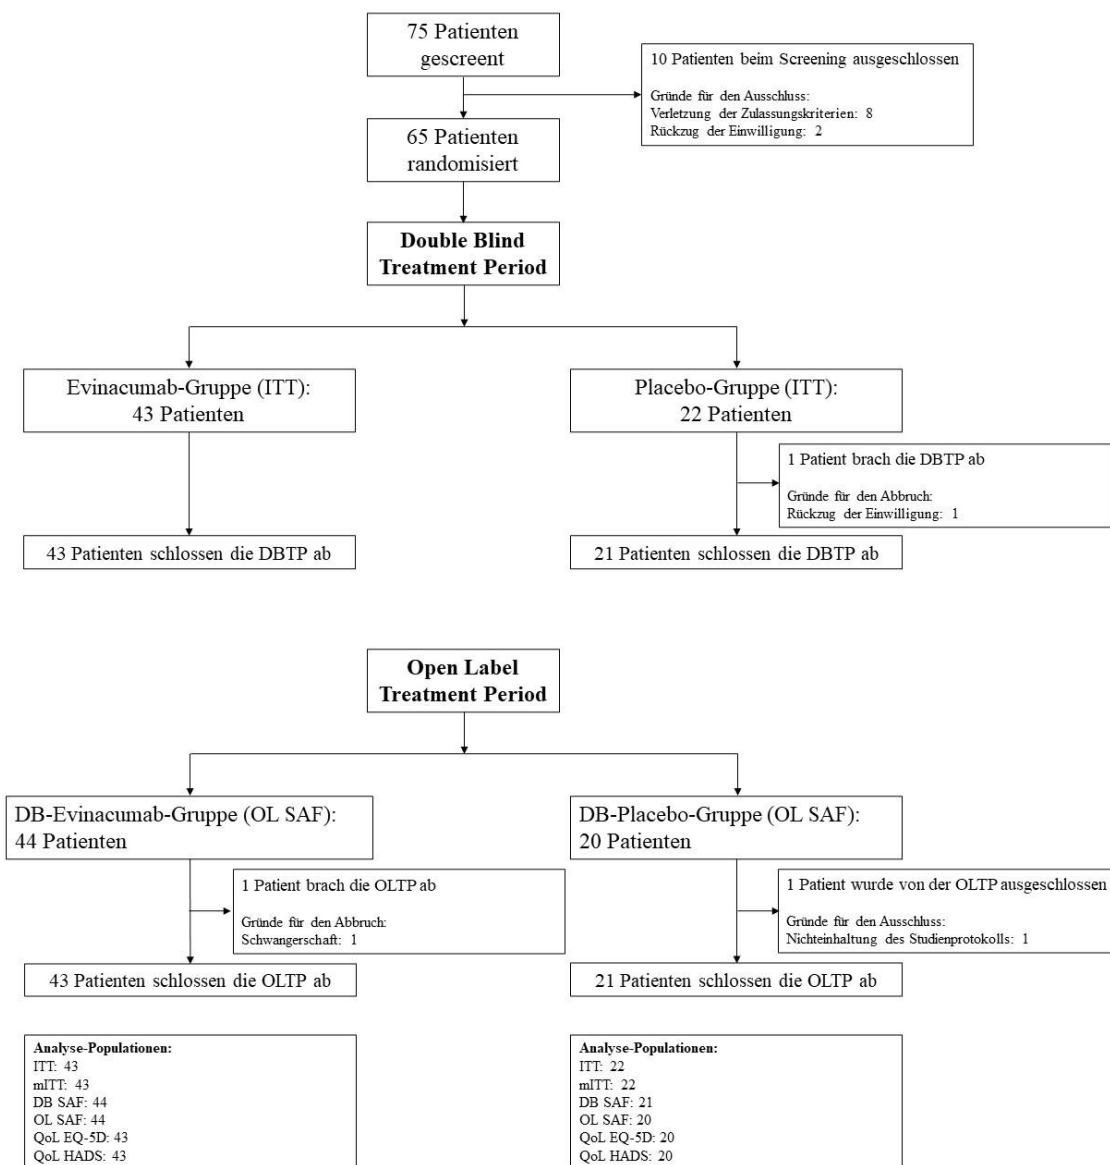 75 Patienten
gescreent
10 Patienten beim Screening ausgeschlossen
Gründe für den Ausschluss:
Verletzung der Zulassungskriterien: 8
Rückzug der Einwilligung: 2
65 Patienten
randomisiert
Double Blind
Treatment Period
Evinacumab-Gruppe (ITT):
43 Patienten
Placebo-Gruppe (ITT):
22 Patienten
1 Patient brach die DBTP ab
Gründe für den Abbruch:
Rückzug der Einwilligung: 1
43 Patienten schlossen die DBTP ab
21 Patienten schlossen die DBTP ab
Open Label
Treatment Period
DB-Evinacumab-Gruppe (OL SAF):
44 Patienten
DB-Placebo-Gruppe (OL SAF):
20 Patienten
1 Patient brach die OLTP ab
Gründe für den Abbruch:
Schwangerschaft: 1
1 Patient wurde von der OLTP ausgeschlossen
Gründe für den Ausschluss:
Nichteinhaltung des Studienprotokolls: 1
43 Patienten schlossen die OLTP ab
21 Patienten schlossen die OLTP ab
Analyse-Populationen:
ITT: 43
mITT: 43
DB SAF: 44
OL SAF: 44
QoL EQ-5D: 43
QoL HADS: 43
Analyse-Populationen:
ITT: 22
mITT: 22
DB SAF: 21
OL SAF: 20
QoL EQ-5D: 20
QoL HADS: 20